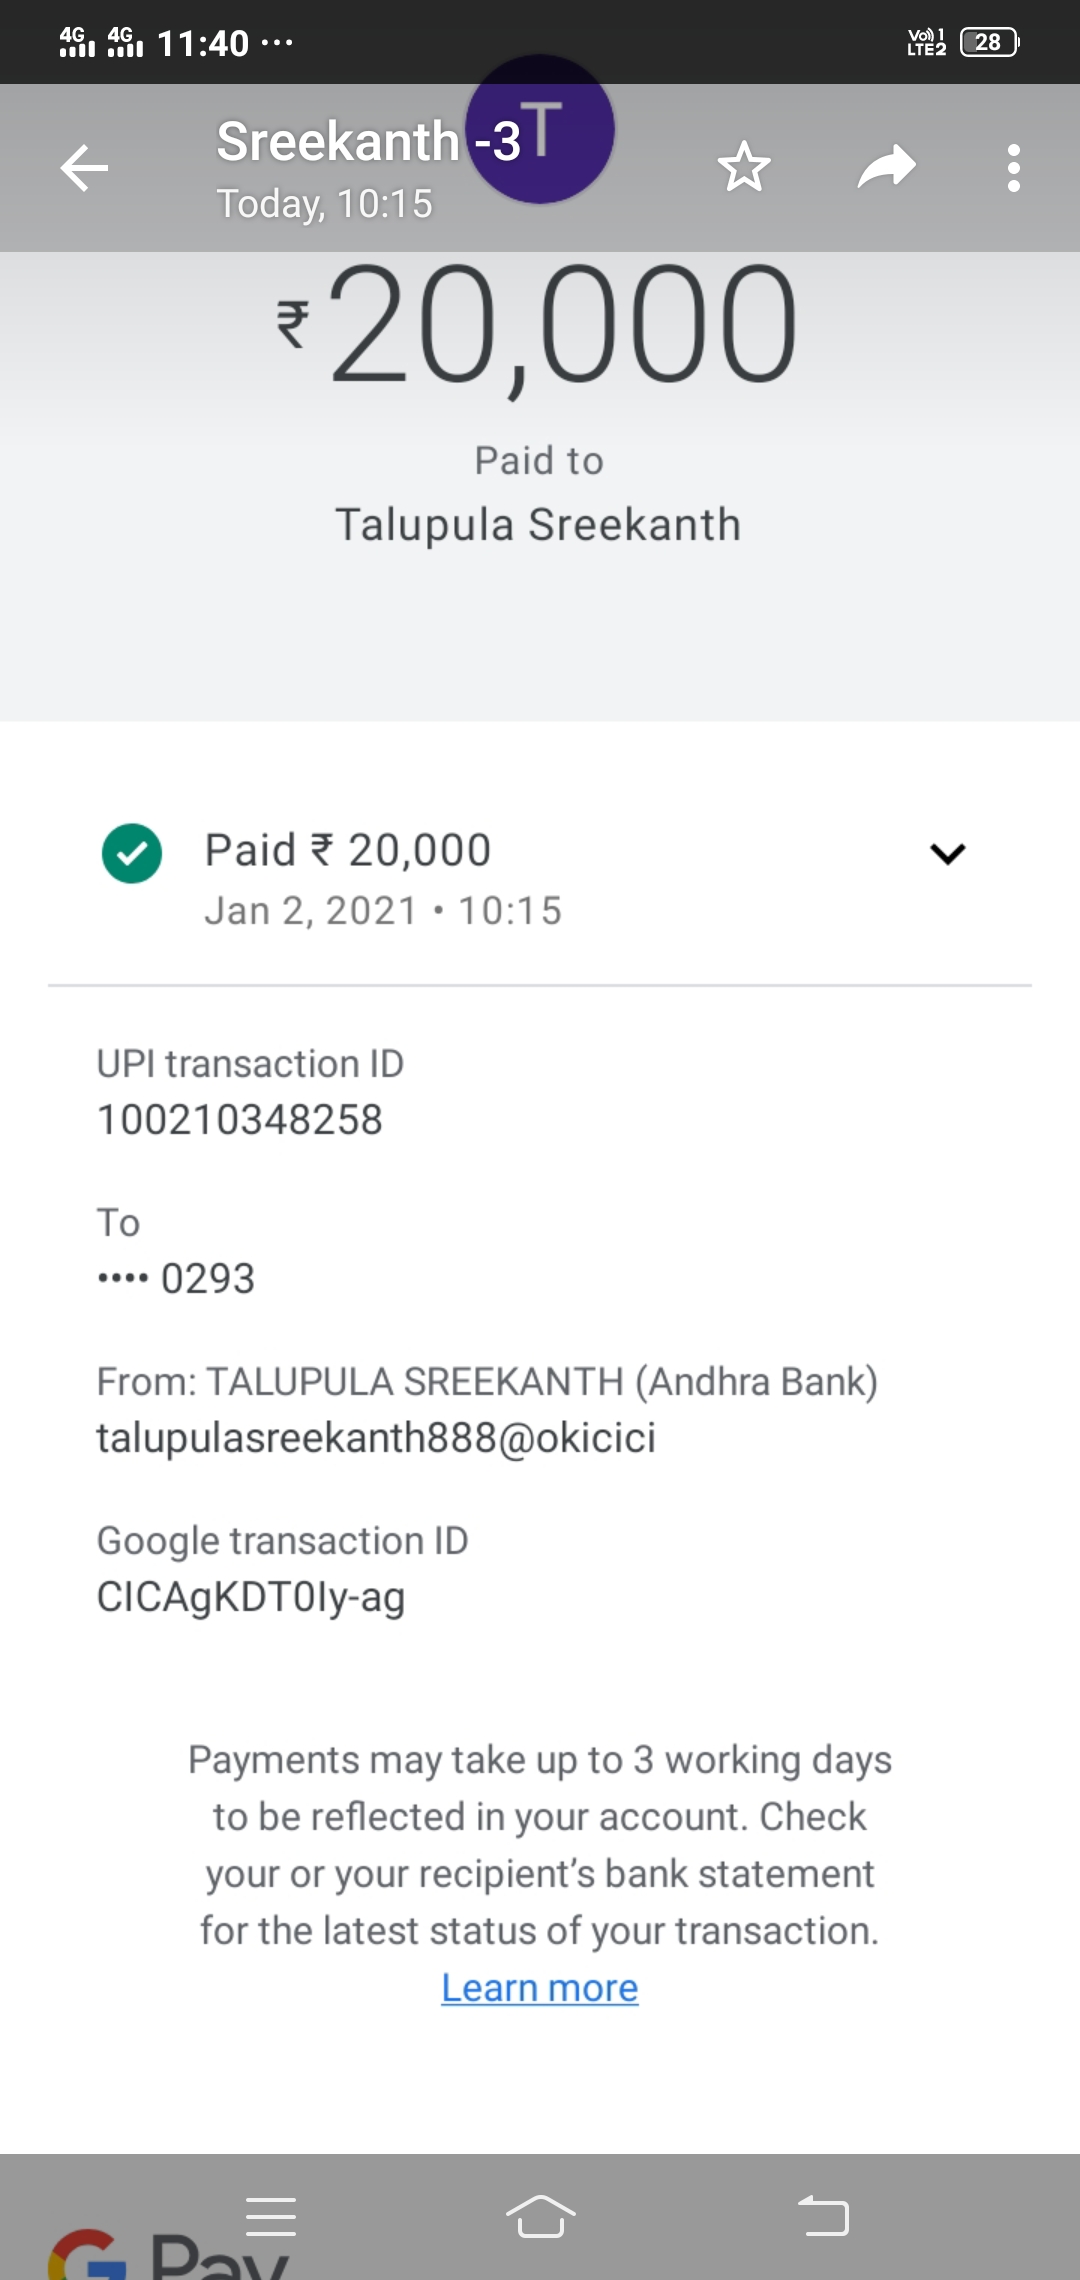 4G 4G 11:40 ...
Vo)) 1
LTE2 28
Sreekanth -3
T
Today, 10:15
₹20,000
Paid to
Talupula Sreekanth
Paid ₹ 20,000
Jan 2, 2021 • 10:15
UPI transaction ID
100210348258
To
•••• 0293
From: TALUPULA SREEKANTH (Andhra Bank)
talupulasreekanth888@okicici
Google transaction ID
CICAgKDT0Iy-ag
Payments may take up to 3 working days
to be reflected in your account. Check
your or your recipient’s bank statement
for the latest status of your transaction.
Learn more
G Pay